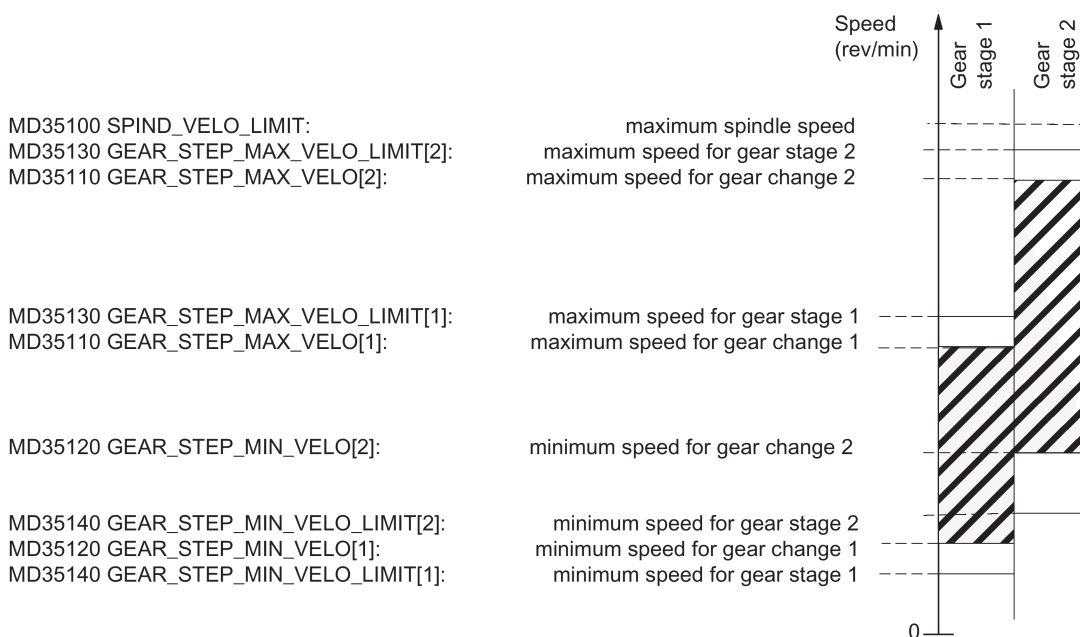 Speed
(rev/min)
Gear
stage 1
Gear
stage 2
MD35100 SPIND_VELO_LIMIT: maximum spindle speed
MD35130 GEAR_STEP_MAX_VELO_LIMIT[2]: maximum speed for gear stage 2
MD35110 GEAR_STEP_MAX_VELO[2]: maximum speed for gear change 2
MD35130 GEAR_STEP_MAX_VELO_LIMIT[1]: maximum speed for gear stage 1
MD35110 GEAR_STEP_MAX_VELO[1]: maximum speed for gear change 1
MD35120 GEAR_STEP_MIN_VELO[2]: minimum speed for gear change 2
MD35140 GEAR_STEP_MIN_VELO_LIMIT[2]: minimum speed for gear stage 2
MD35120 GEAR_STEP_MIN_VELO[1]: minimum speed for gear change 1
MD35140 GEAR_STEP_MIN_VELO_LIMIT[1]: minimum speed for gear stage 1
0